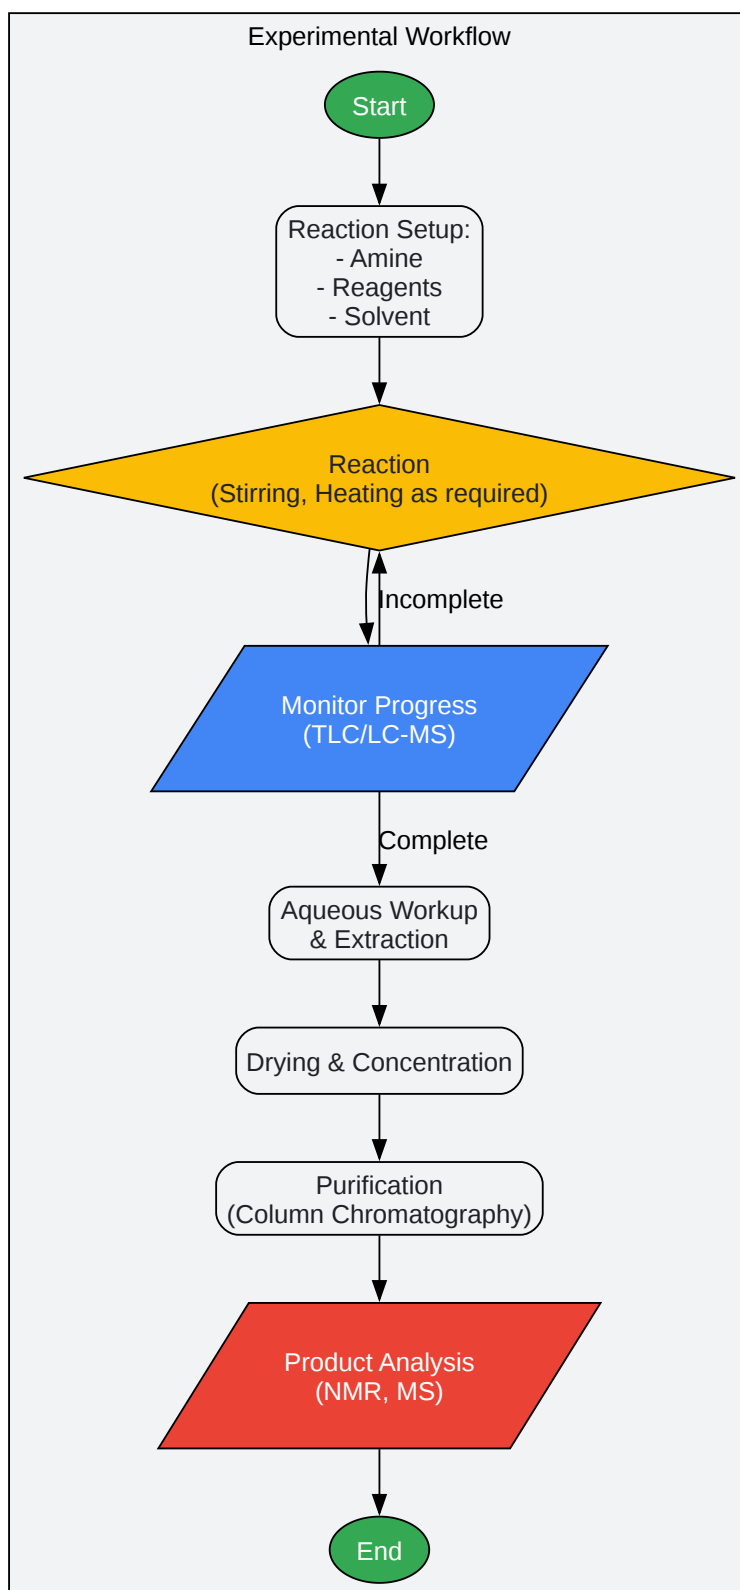 Experimental Workflow
Start
Reaction Setup:
- Amine
- Reagents
- Solvent
Reaction
(Stirring, Heating as required)
Incomplete
Monitor Progress
(TLC/LC-MS)
Complete
Aqueous Workup
& Extraction
Drying & Concentration
Purification
(Column Chromatography)
Product Analysis
(NMR, MS)
End